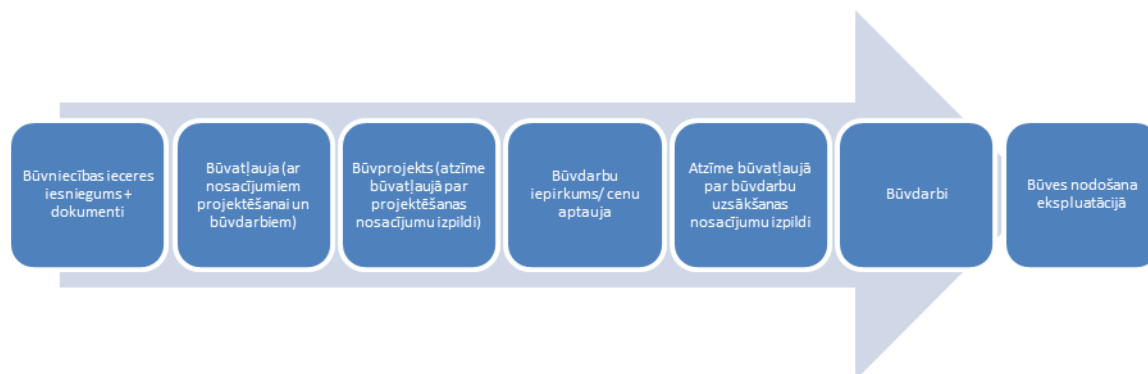 Būvniecības ieceres
iesniegums+
dokumenti
Būvatļauja (ar
nosacījumiem
projektēšanai un
būvdarbiem)
Būvprojekts (atzīme
būvatļaujā par
projektēšanas
nosacījumu izpildi)
Būvdarbu
iepirkums/ cenu
aptauja
Atzīme būvatļaujā
par būvdarbu
uzsākšanas
nosacījumu izpildi
Būvdarbi
Būves nodošana
ekspluatācijā